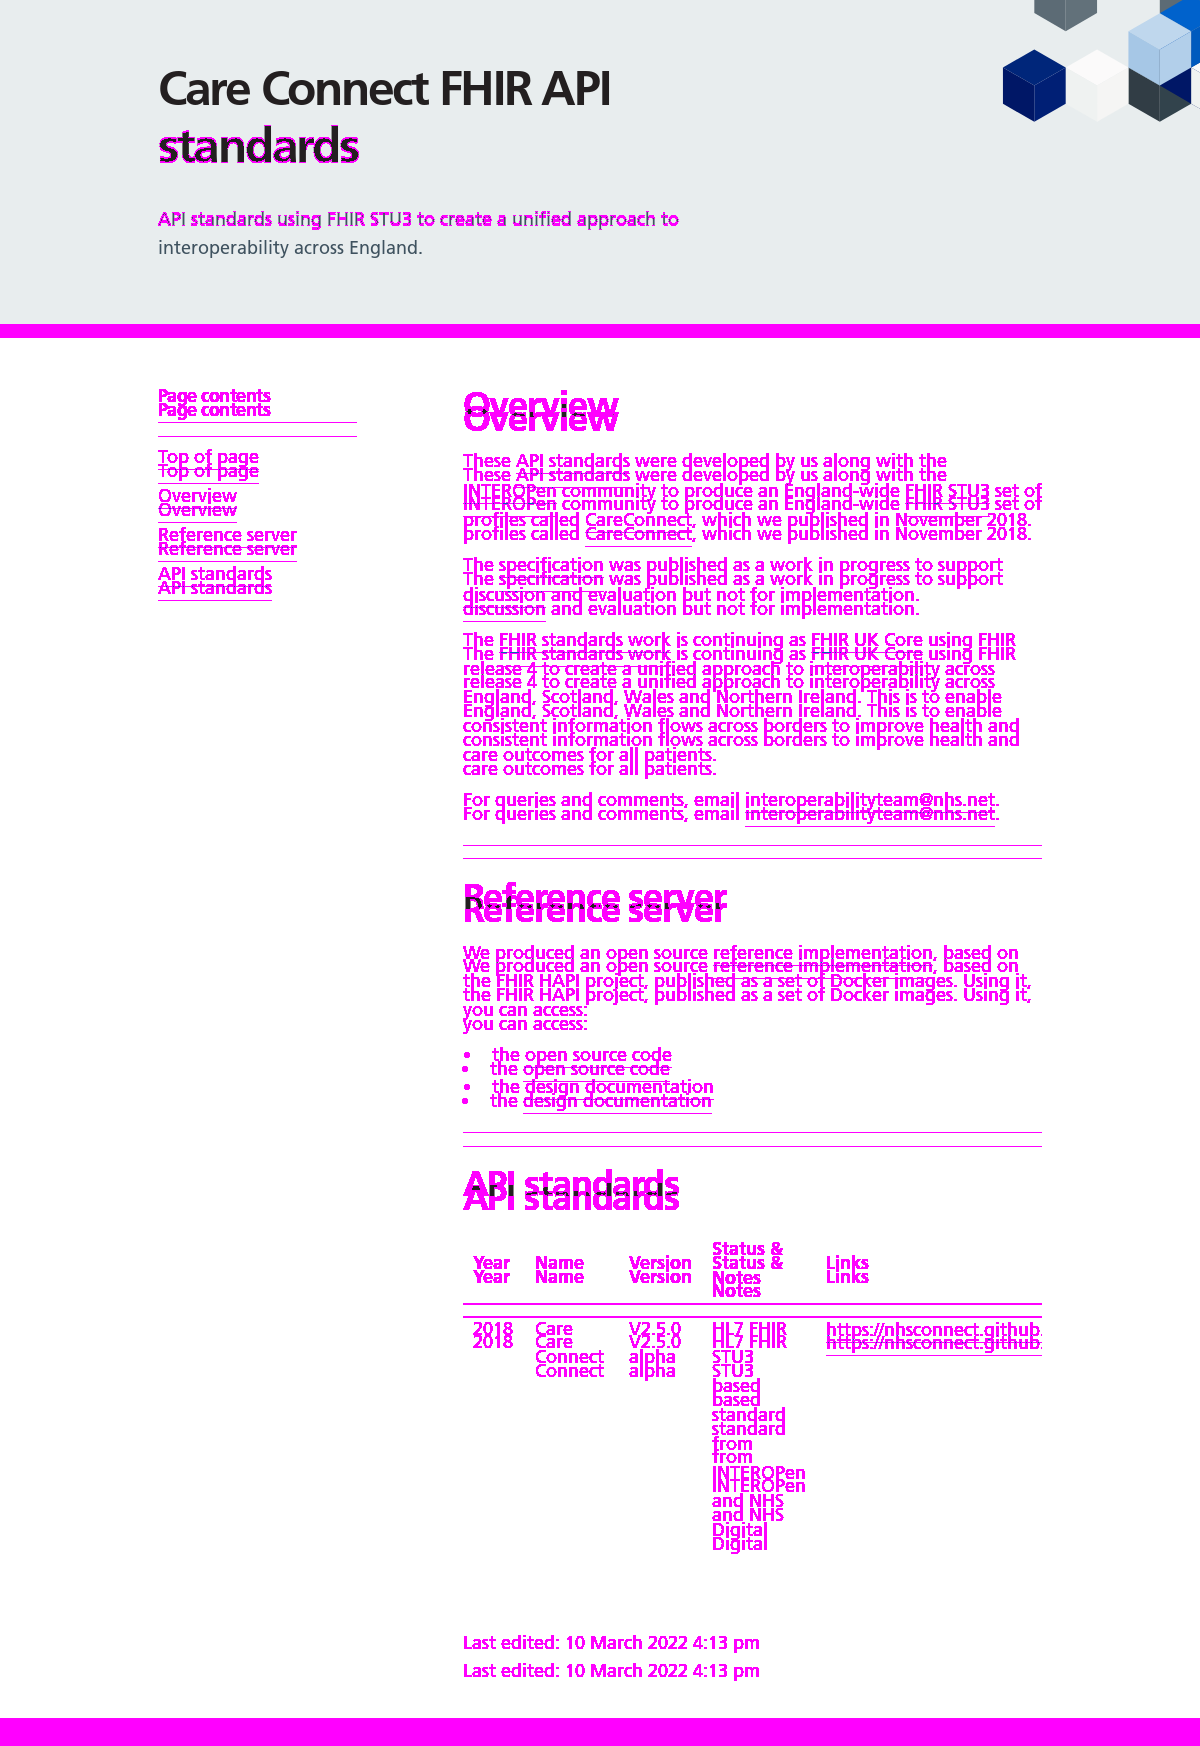 Care Connect FHIR API
standards
API standards using FHIR STU3 to create a unified approach to
interoperability across England.
Page contents
Page contents
Top of page
Top of page
Overview
Overview
Reference server
Reference server
API standards
API standards
Overview
Overview
These API standards were developed by us along with the
These API standards were developed by us along with the
INTEROPen community to produce an England-wide FHIR STU3 set of
INTEROPen community to produce an England-wide FHIR STU3 set of
profiles called CareConnect, which we published in November 2018.
profiles called CareConnect, which we published in November 2018.
The specification was published as a work in progress to support
The specification was published as a work in progress to support
discussion and evaluation but not for implementation.
discussion and evaluation but not for implementation.
The FHIR standards work is continuing as FHIR UK Core using FHIR
The FHIR standards work is continuing as FHIR UK Core using FHIR
release 4 to create a unified approach to interoperability across
release 4 to create a unified approach to interoperability across
England, Scotland, Wales and Northern Ireland. This is to enable
England, Scotland, Wales and Northern Ireland. This is to enable
consistent information flows across borders to improve health and
consistent information flows across borders to improve health and
care outcomes for all patients.
care outcomes for all patients.
For queries and comments, email interoperabilityteam@nhs.net.
For queries and comments, email interoperabilityteam@nhs.net.
Reference server
Reference server
We produced an open source reference implementation, based on
We produced an open source reference implementation, based on
the FHIR HAPI project, published as a set of Docker images. Using it,
the FHIR HAPI project, published as a set of Docker images. Using it,
you can access:
you can access:
• the open source code
• the open source code
• the design documentation
• the design documentation
API standards
API standards
Year Name Version Status & Links
Year Name Version Status & Links
Notes
Notes
2018 Care V2.5.0 HL7 FHIR https://nhsconnect.github.
2018 Care V2.5.0 HL7 FHIR https://nhsconnect.github.
Connect alpha STU3
Connect alpha STU3
based
based
standard
standard
from
from
INTEROPen
INTEROPen
and NHS
and NHS
Digital
Digital
Last edited: 10 March 2022 4:13 pm
Last edited: 10 March 2022 4:13 pm